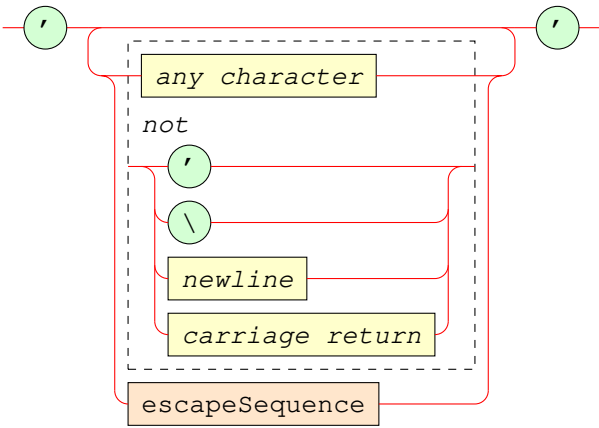 ' '
any character
not
'
\
newline
carriage return
escapeSequence